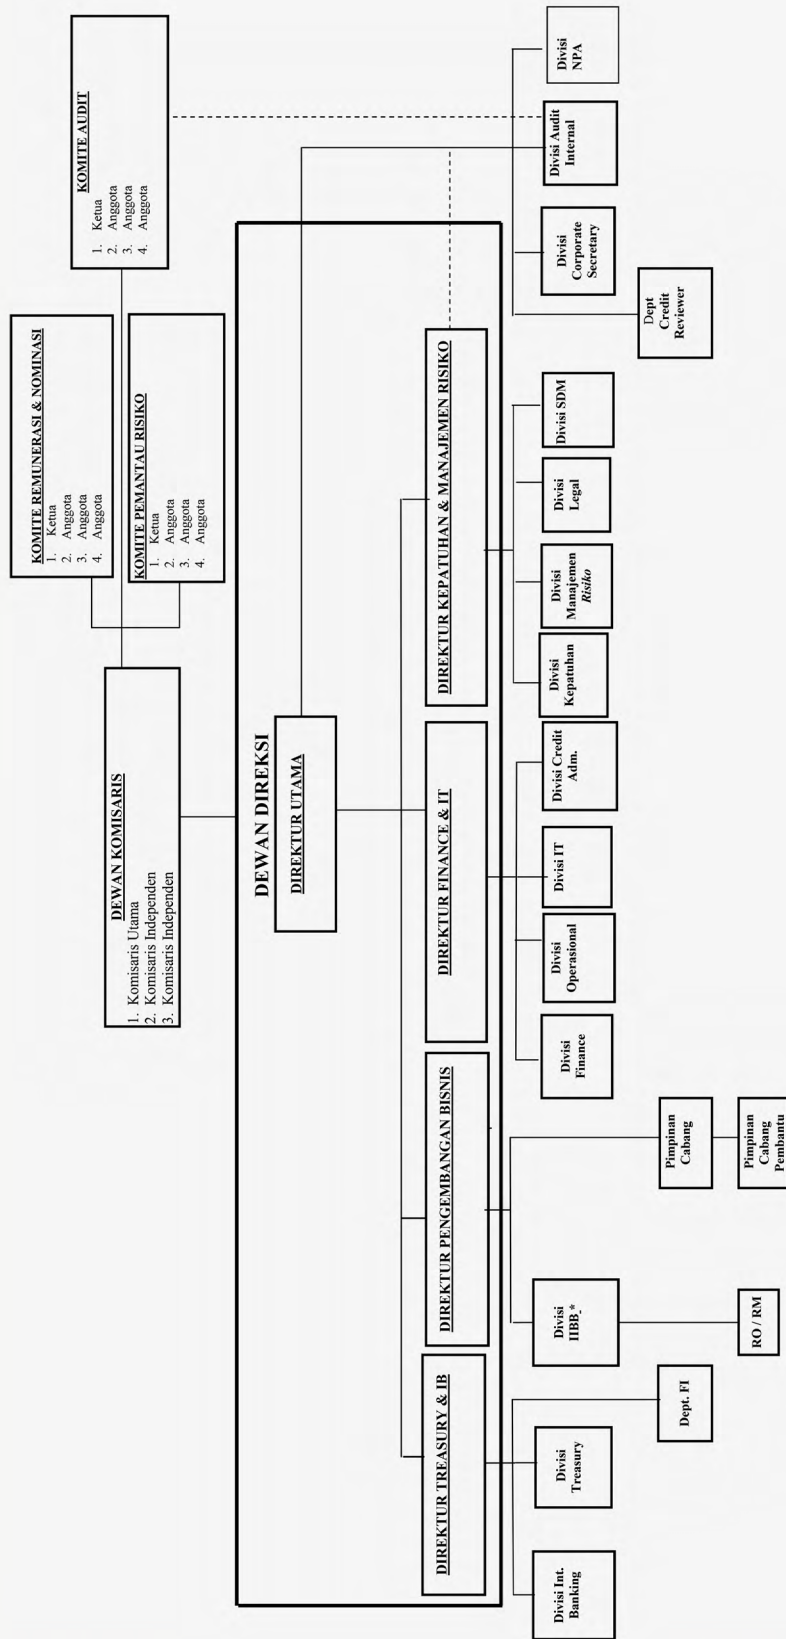 KOMITE REMUNERASI & NOMINASI
1. Ketua
2. Anggota
3. Anggota
4. Anggota
KOMITE PEMANTAU RISIKO
1. Ketua
2. Anggota
3. Anggota
4. Anggota
KOMITE AUDIT
1. Ketua
2. Anggota
3. Anggota
4. Anggota
DEWAN KOMISARIS
1. Komisaris Utama
2. Komisaris Independen
3. Komisaris Independen
DEWAN DIREKSI
DIREKTUR UTAMA
DIREKTUR TREASURY & IB
DIREKTUR PENGEMBANGAN BISNIS
DIREKTUR FINANCE & IT
DIREKTUR KEPATUHAN & MANAJEMEN RISIKO
Divisi Int.
Banking
Divisi
Treasury
Dept. FI
Divisi
IIBB *
RO / RM
Pimpinan
Cabang
Pimpinan
Cabang
Pembantu
Divisi
Finance
Divisi
Operasional
Divisi IT
Divisi Credit
Adm.
Divisi
Kepatuhan
Divisi
Manajemen
Risiko
Divisi
Legal
Divisi SDM
Dept
Credit
Reviewer
Divisi
Corporate
Secretary
Divisi Audit
Internal
Divisi
NPA